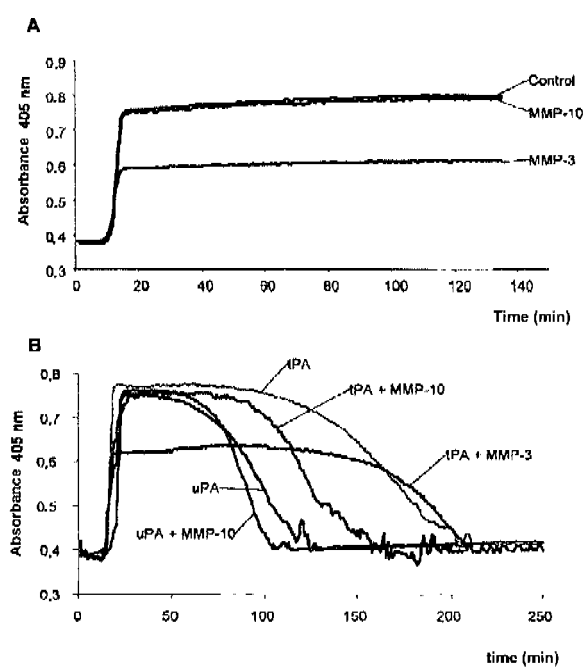 A
Absorbance 405 nm
0,9
0,8
0,7
0,6
0,5
0,4
0,3
0 20 40 60 80 100 120 140
Time (min)
Control
MMP-10
MMP-3
B
Absorbance 405 nm
0,8
0,7
0,6
0,5
0,4
0,3
0 50 100 150 200 250
time (min)
tPA
tPA + MMP-10
tPA + MMP-3
uPA
uPA + MMP-10